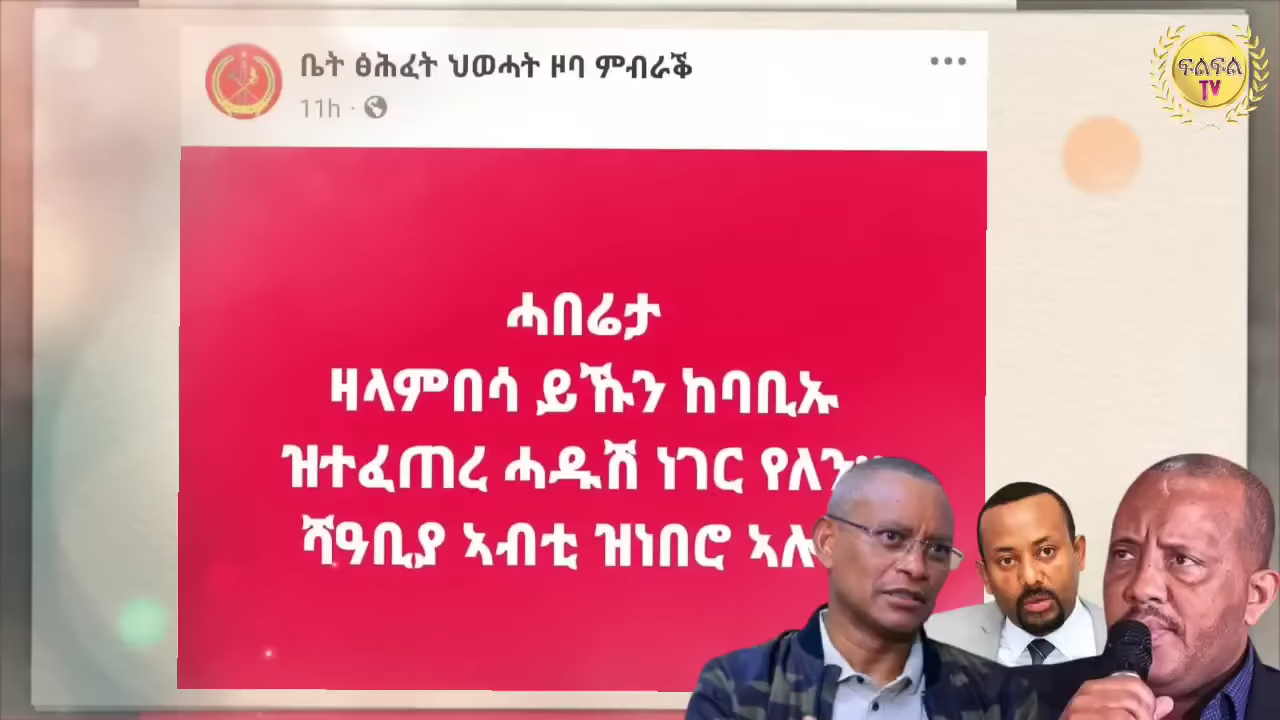 ቤት ፅሕፈት ህወሓት ዞባ ምብራቕ
11h ·
ፍልፍል
TV
ሓበሬታ
ዛላምበሳ ይኹን ከባቢኡ
ዝተፈጠረ ሓዱሽ ነገር የለን።
ሻዓቢያ ኣብቲ ዝነበሮ ኣሎ